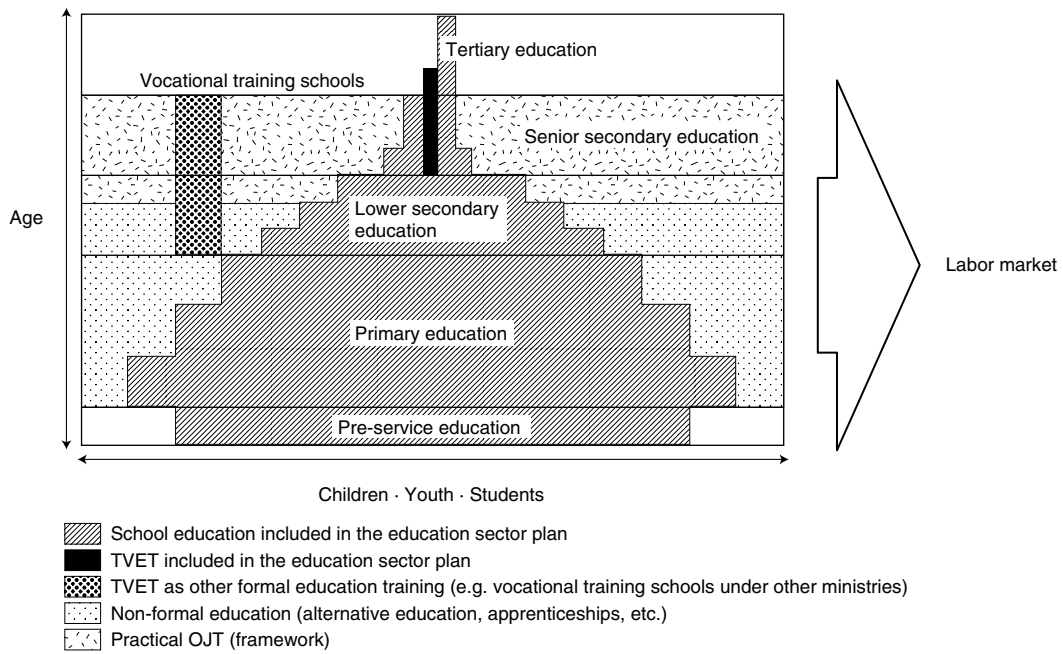 Tertiary education
Vocational training schools
Senior secondary education
Age
Lower secondary
education
Labor market
Primary education
Pre-service education
Children · Youth · Students
School education included in the education sector plan
TVET included in the education sector plan
TVET as other formal education training (e.g. vocational training schools under other ministries)
Non-formal education (alternative education, apprenticeships, etc.)
Practical OJT (framework)